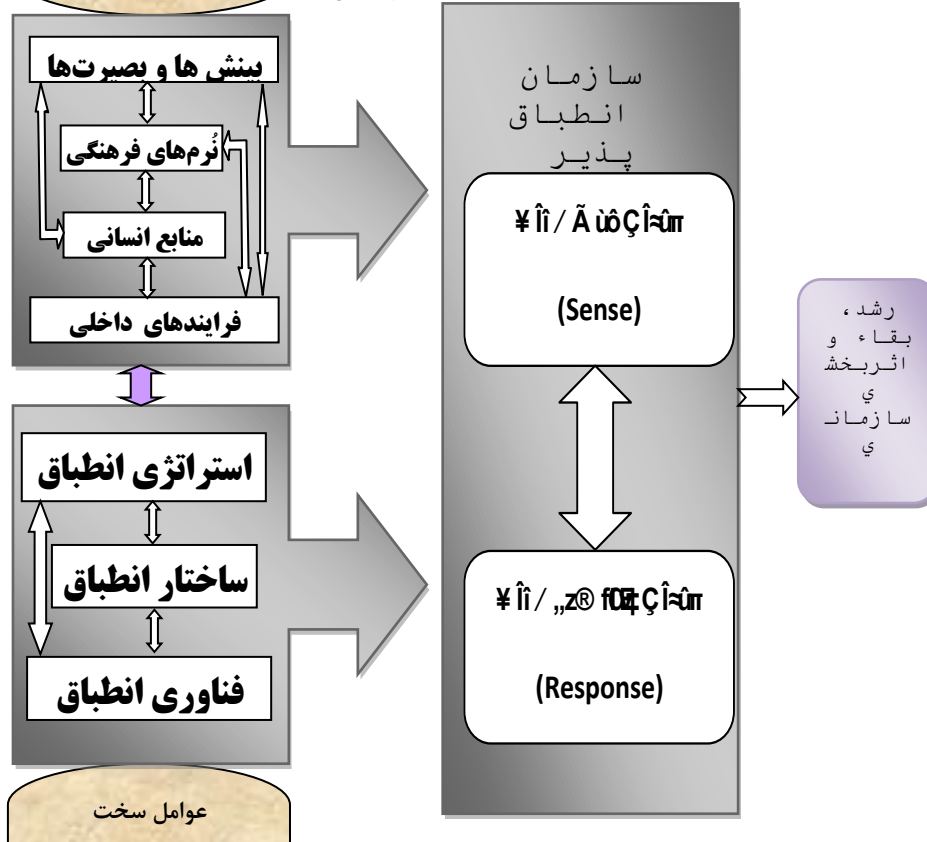 بینش ها و بصیرت‌ها
نُرم‌های فرهنگی
منابع انسانی
فرایندهای داخلی
استراتژی انطباق
ساختار انطباق
فناوری انطباق
عوامل سخت
سازمان
انطباق
پذیر
(Sense)
(Response)
رشد،
بقاء و
اثربخش
ي
سازمان
ي